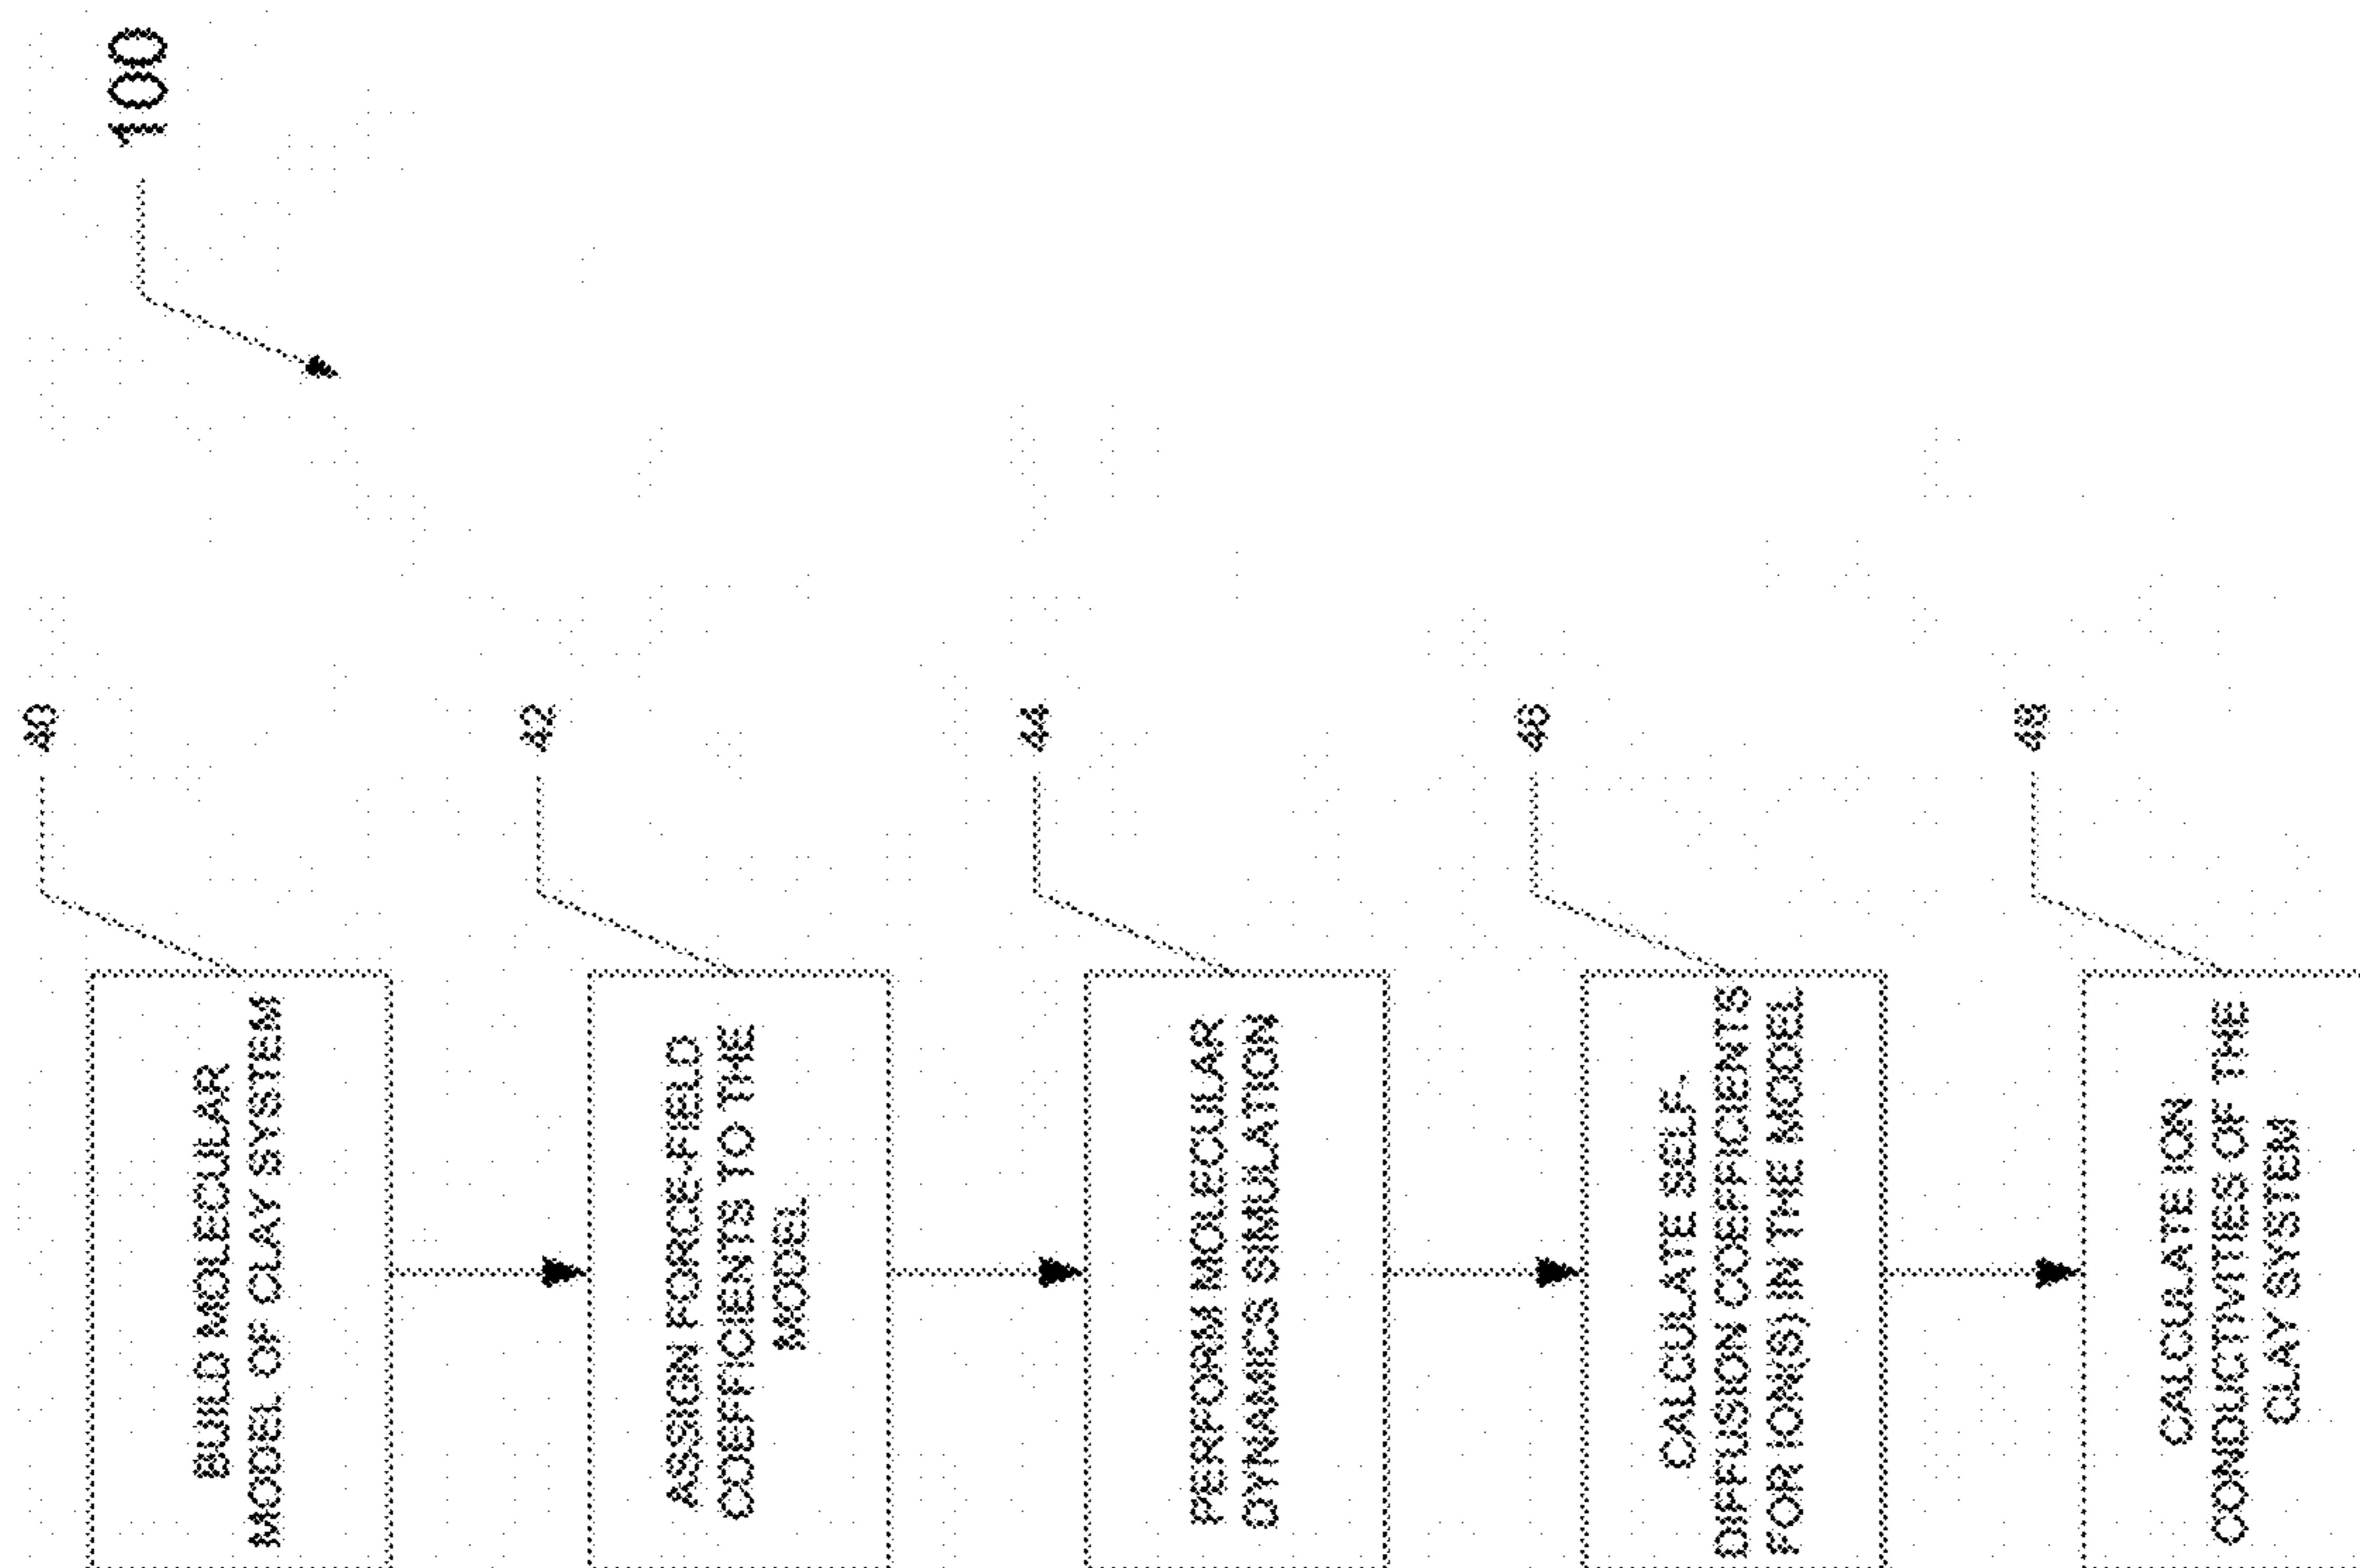 100
40
BUILD MOLECULAR
MODEL OF CLAY SYSTEM
42
ASSIGN FORCE-FIELD
COEFFICIENTS TO THE
MODEL
44
PERFORM MOLECULAR
DYNAMICS SIMULATION
46
CALCULATE SELF-
DIFFUSION COEFFICIENTS
FOR ION(S) IN THE MODEL
48
CALCULATE ION
CONDUCTIVITIES OF THE
CLAY SYSTEM